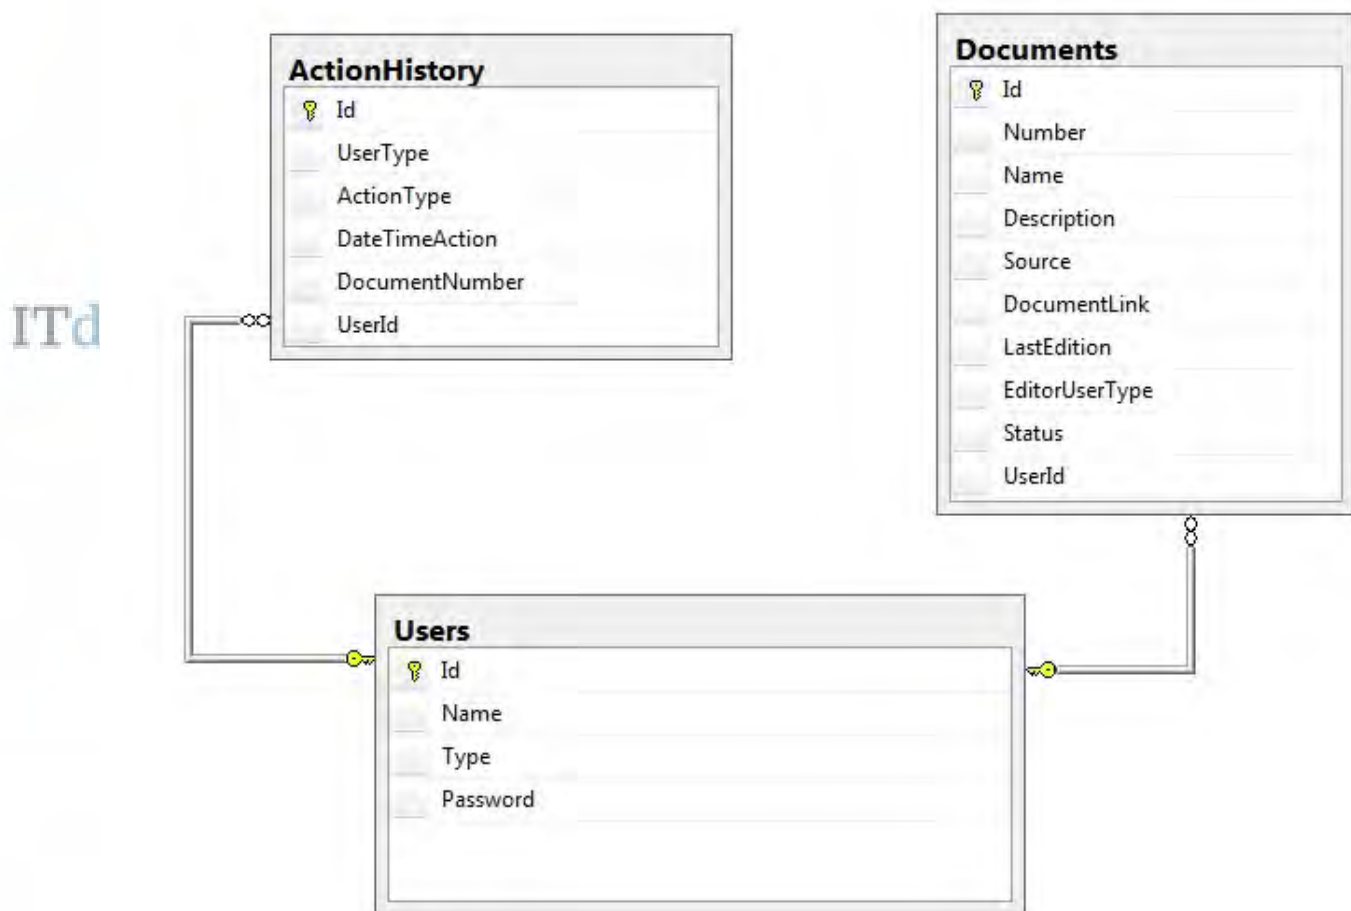 ActionHistory
Id
UserType
ActionType
DateTimeAction
DocumentNumber
UserId
Documents
Id
Number
Name
Description
Source
DocumentLink
LastEdition
EditorUserType
Status
UserId
ITd
Users
Id
Name
Type
Password